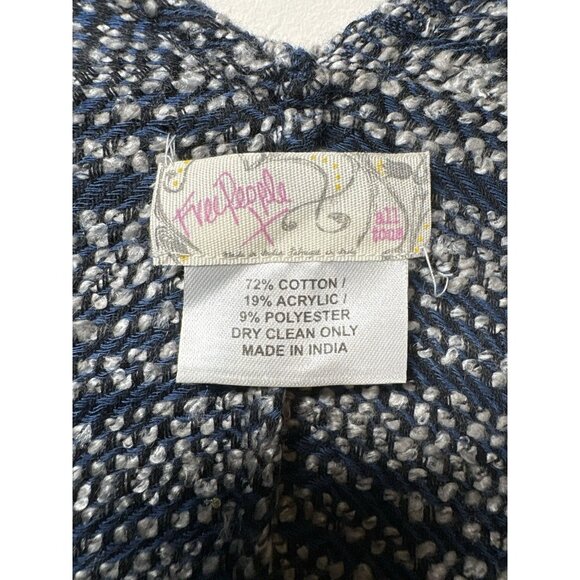 Free People
72% COTTON /
19% ACRYLIC /
9% POLYESTER
DRY CLEAN ONLY
MADE IN INDIA